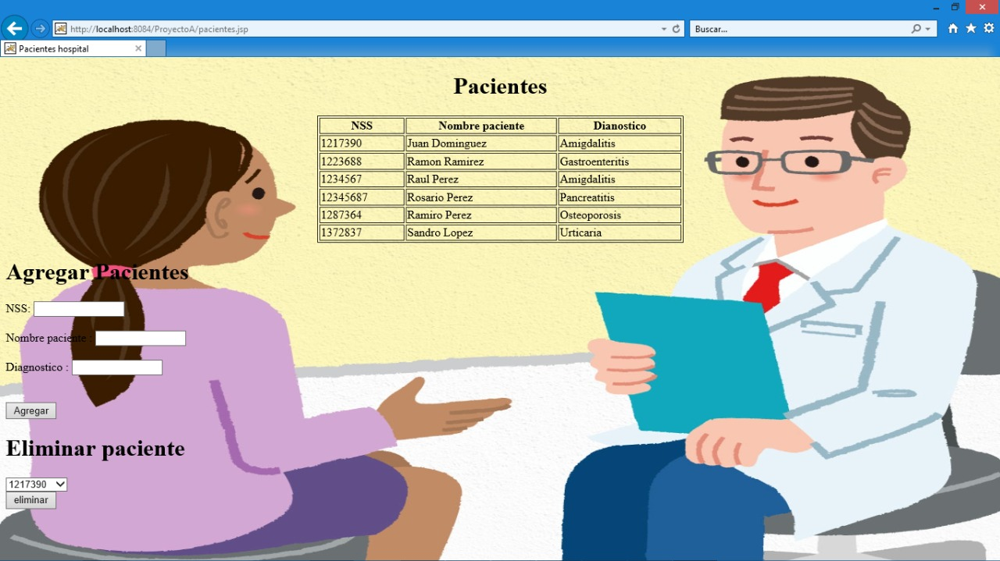 http://localhost:8084/ProyectoA/pacientes.jsp
Buscar...
Pacientes hospital
Pacientes
NSS Nombre paciente Dianostico
1217390 Juan Dominguez Amigdalitis
1223688 Ramon Ramirez Gastroenteritis
1234567 Raul Perez Amigdalitis
12345687 Rosario Perez Pancreatitis
1287364 Ramiro Perez Osteoporosis
1372837 Sandro Lopez Urticaria
Agregar Pacientes
NSS:
Nombre paciente :
Diagnostico :
Agregar
Eliminar paciente
1217390
eliminar